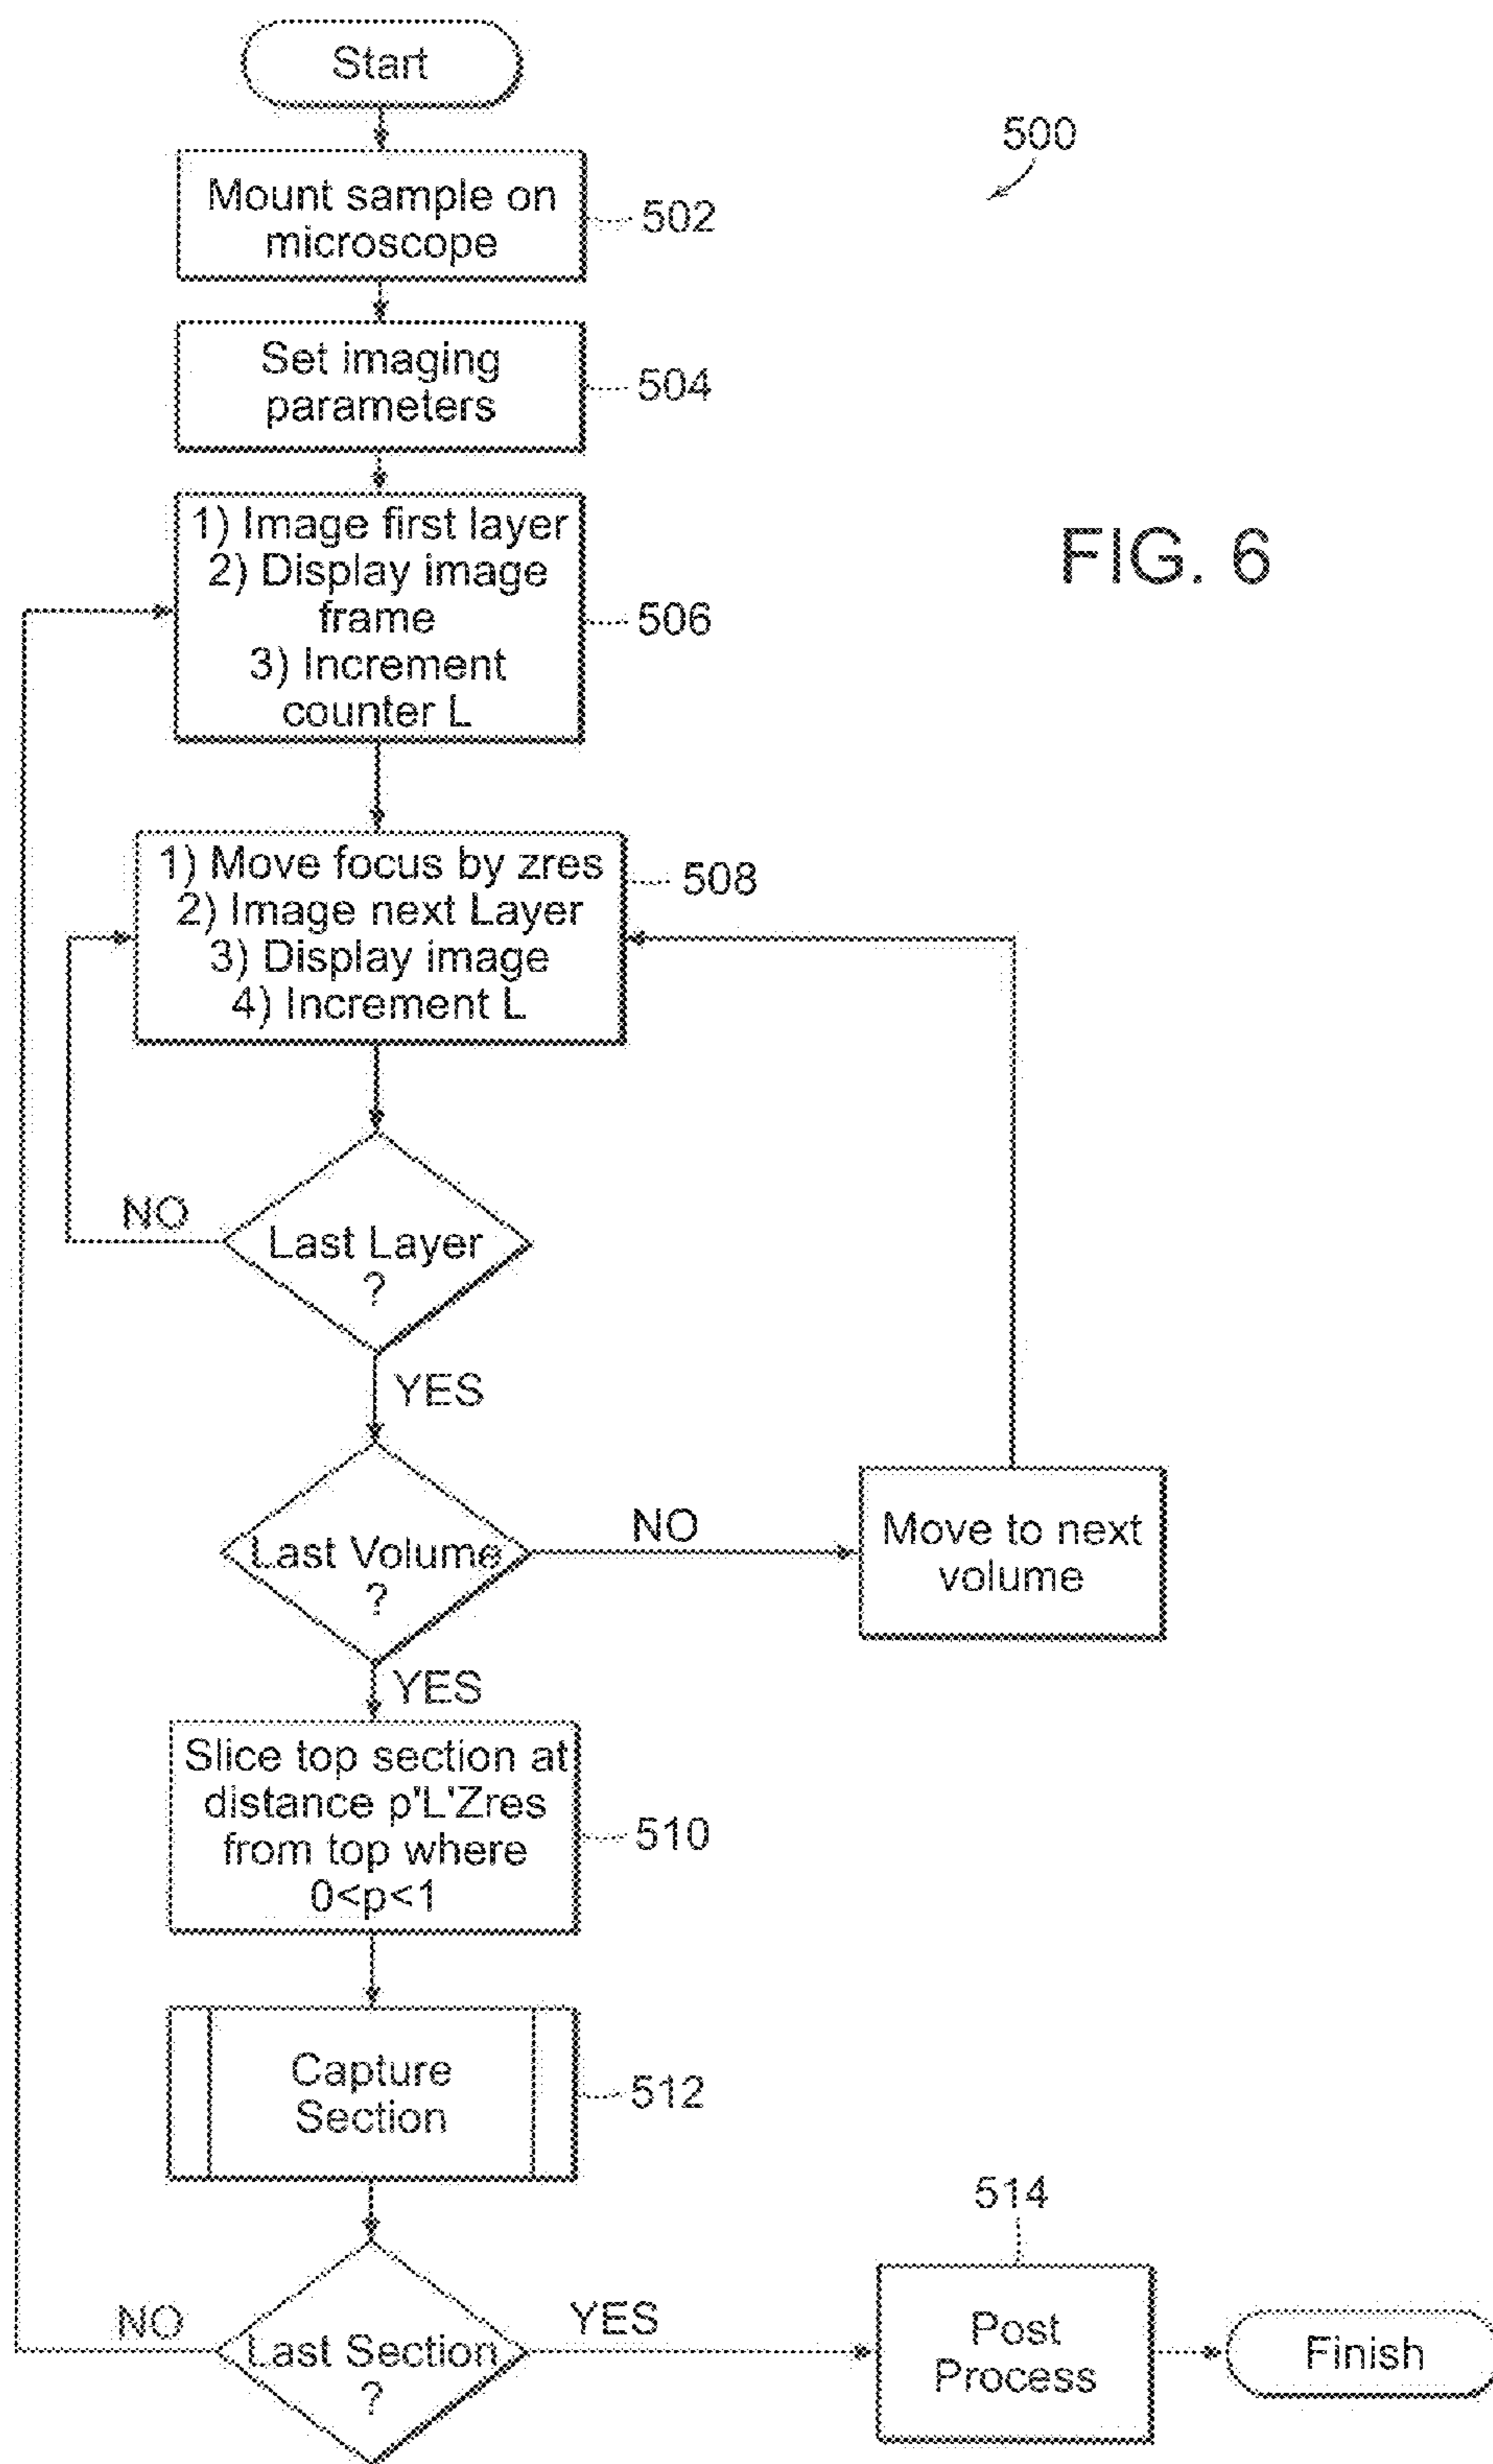 Start
500
Mount sample on
microscope
502
Set imaging
parameters
504
1) Image first layer
2) Display image
frame
3) Increment
counter L
506
FIG. 6
1) Move focus by zres
2) Image next Layer
3) Display image
4) Increment L
508
NO
Last Layer
?
YES
Last Volume
?
NO
Move to next
volume
YES
Slice top section at
distance p'L'Zres
from top where
0<p<1
510
Capture
Section
512
NO
Last Section
?
YES
514
Post
Process
Finish